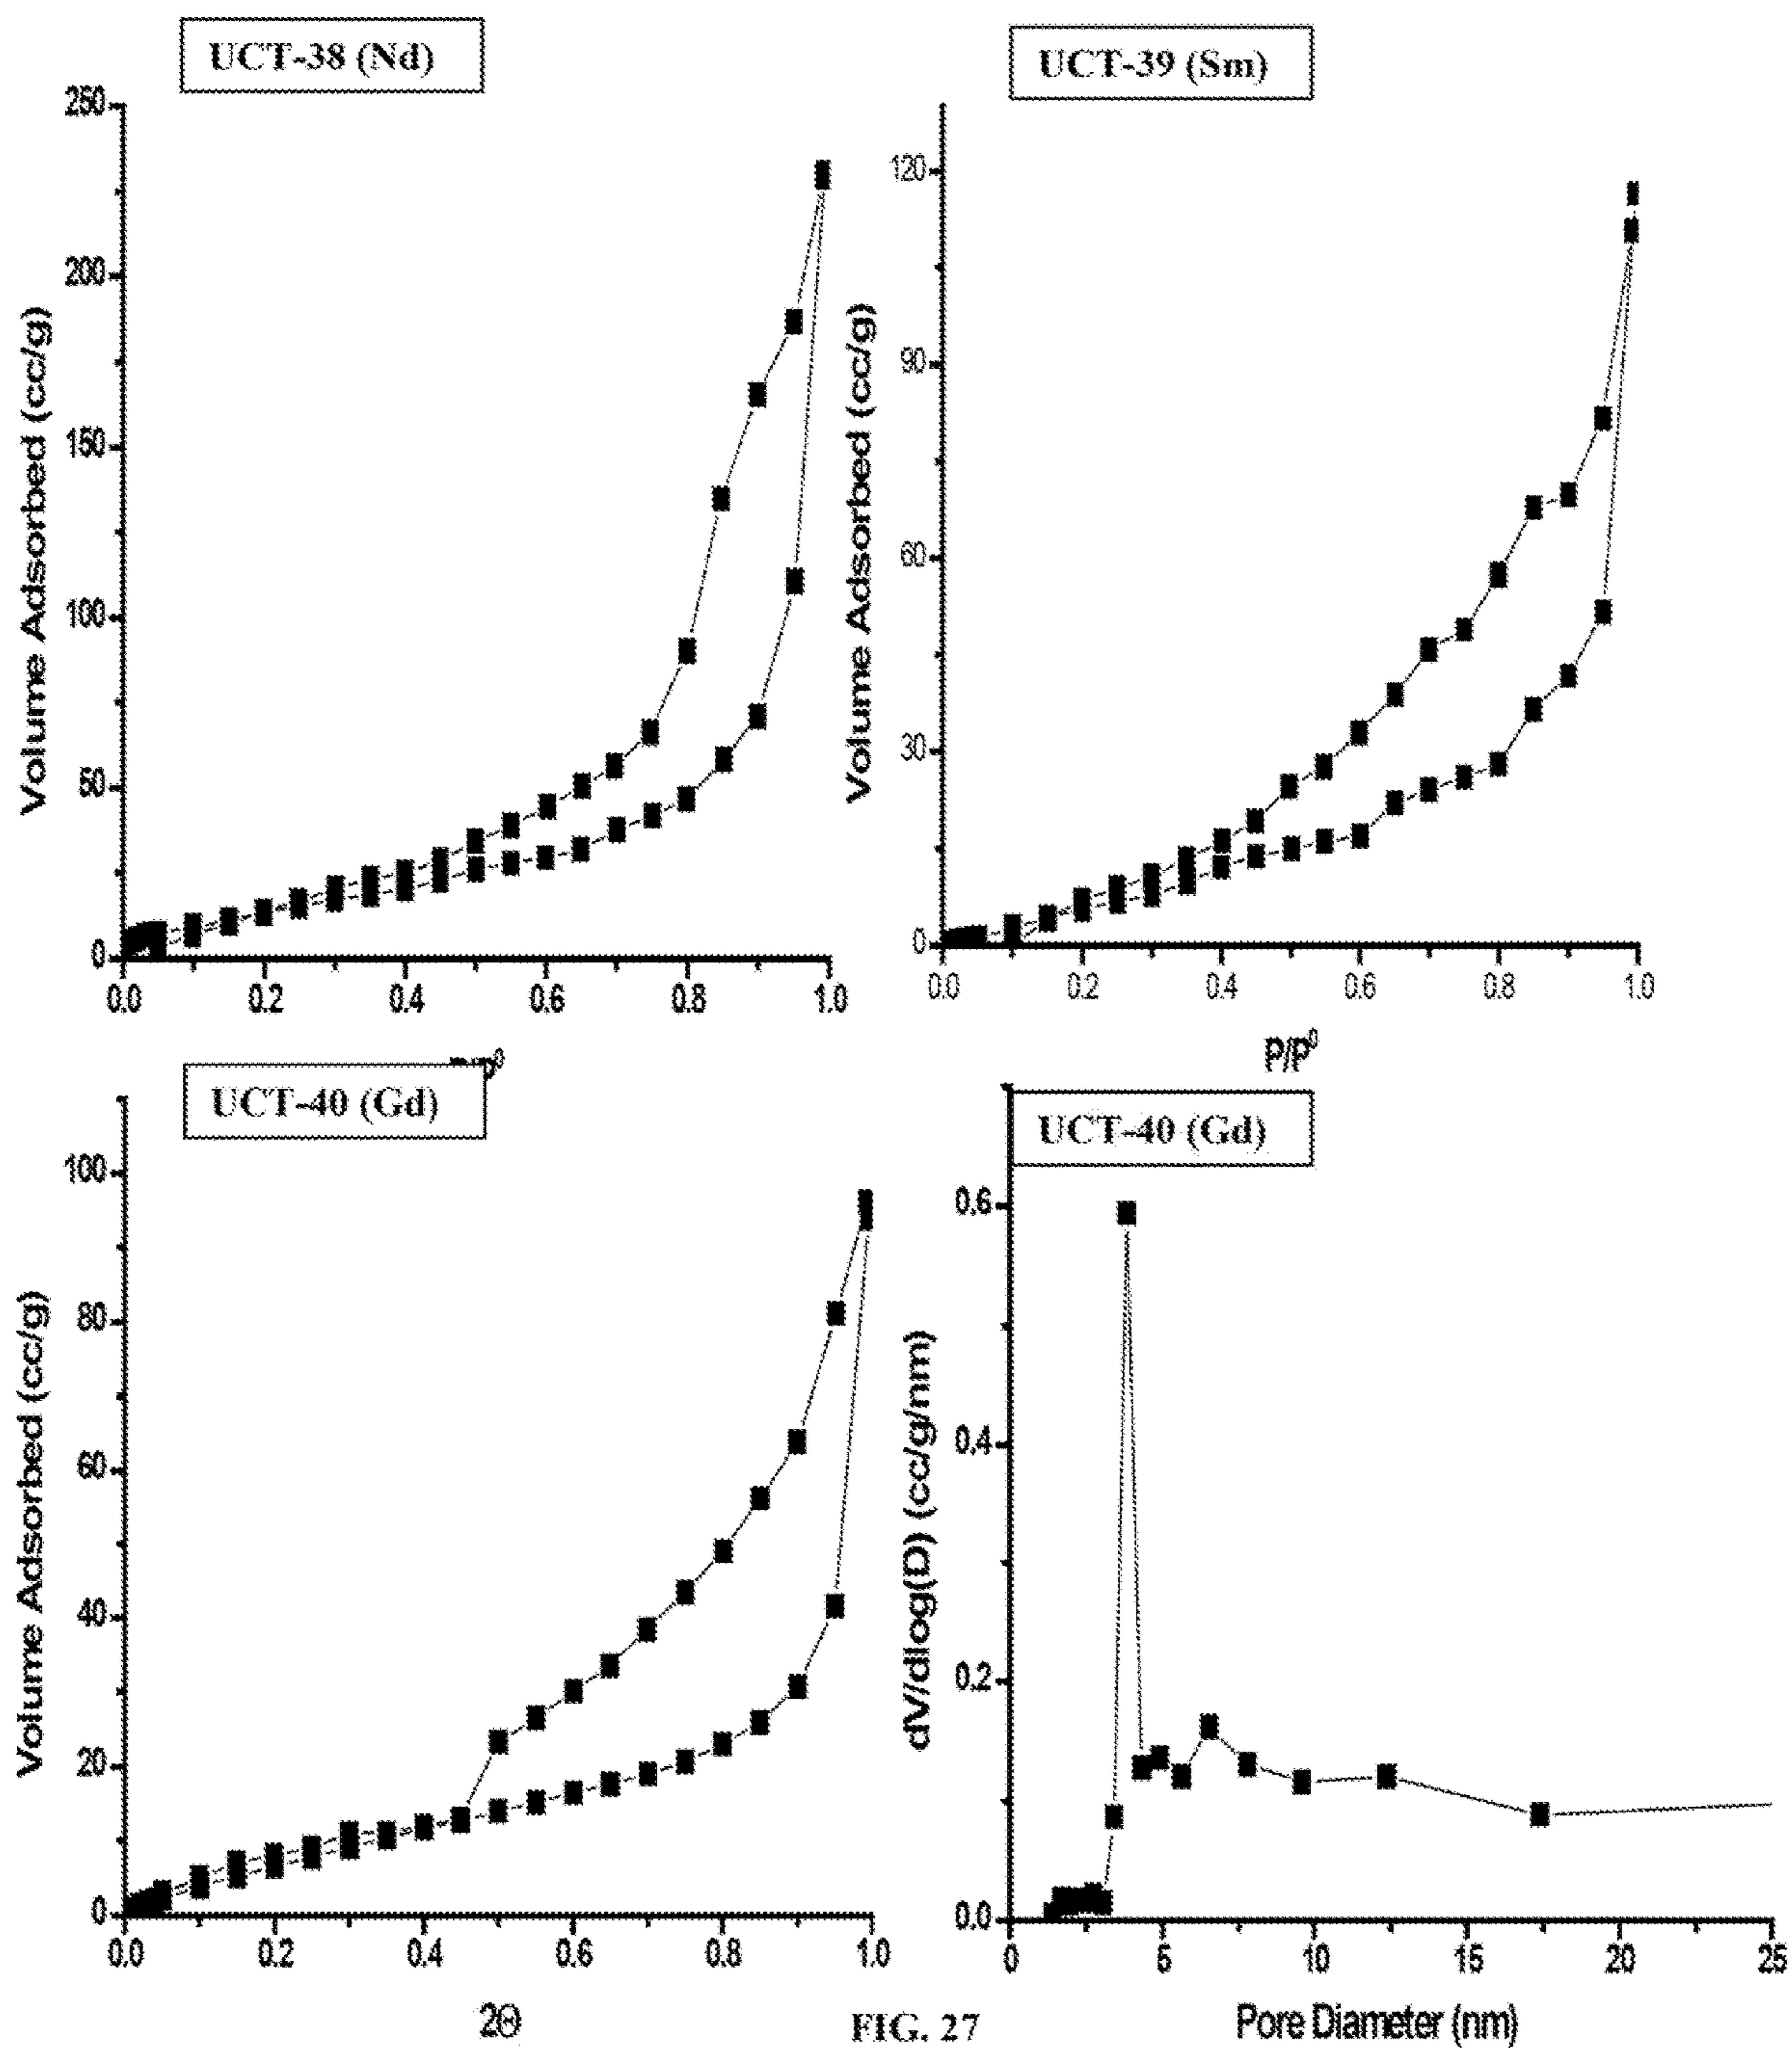 UCT-38 (Nd)
250
200
150
100
50
0
0.0 0.2 0.4 0.6 0.8 1.0
Volume Adsorbed (cc/g)
UCT-39 (Sm)
120
90
60
30
0
0.0 0.2 0.4 0.6 0.8 1.0
Volume Adsorbed (cc/g)
P/P⁰
UCT-40 (Gd)
100
80
60
40
20
0
0.0 0.2 0.4 0.6 0.8 1.0
Volume Adsorbed (cc/g)
2Θ
UCT-40 (Gd)
0.6
0.4
0.2
0.0
0 5 10 15 20 25
dV/dlog(D) (cc/g/nm)
Pore Diameter (nm)
FIG. 27